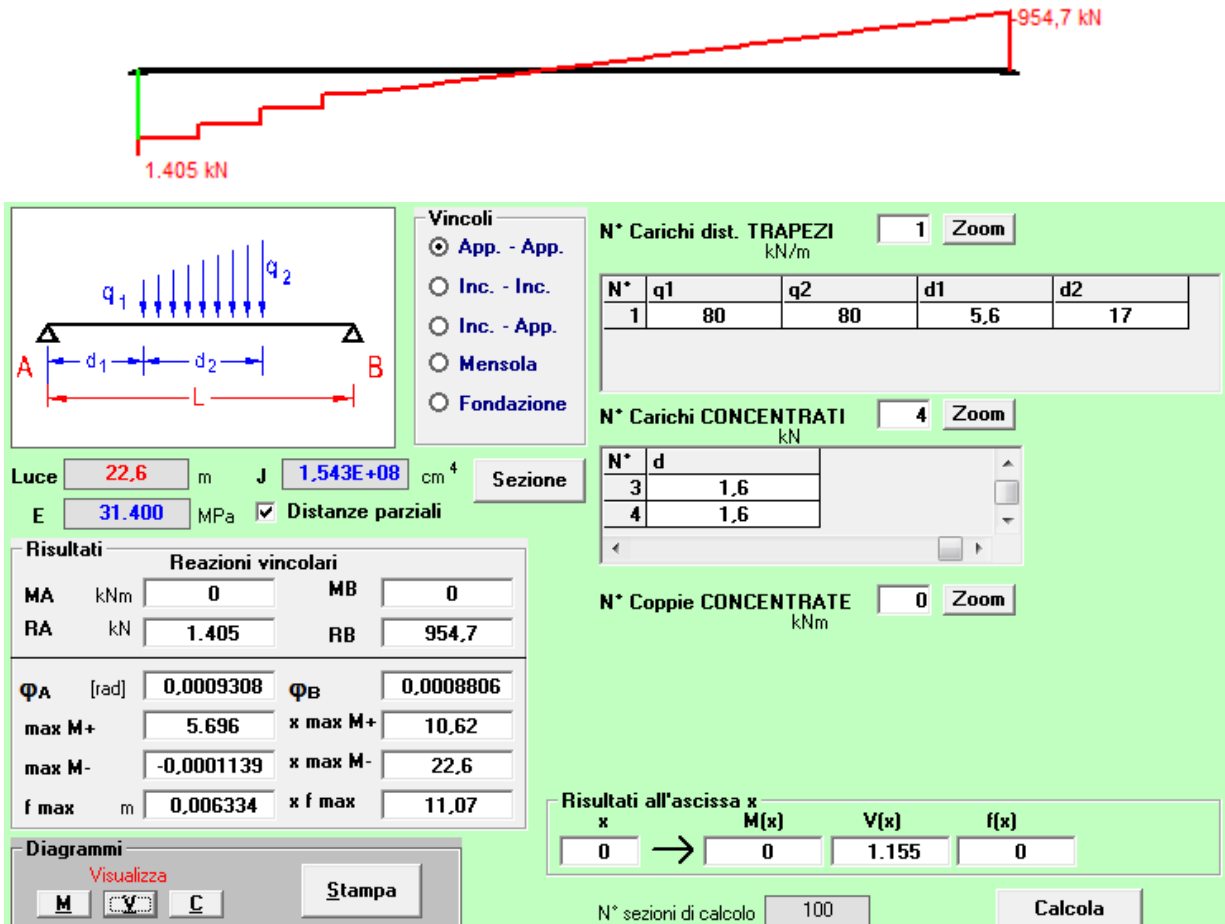 -954,7 kN
1.405 kN
q1
q2
A
d1
d2
B
L
Vincoli
App. - App.
Inc. - Inc.
Inc. - App.
Mensola
Fondazione
N° Carichi dist. TRAPEZI 1 Zoom
kN/m
N° q1 q2 d1 d2
1 80 80 5,6 17
N° Carichi CONCENTRATI 4 Zoom
kN
N° d
3 1,6
4 1,6
Luce 22,6 m J 1,543E+08 cm 4 Sezione
E 31.400 MPa Distanze parziali
Risultati
Reazioni vincolari
MA kNm 0 MB 0
RA kN 1.405 RB 954,7
φA [rad] 0,0009308 φB 0,0008806
max M+ 5.696 x max M+ 10,62
max M- -0,0001139 x max M- 22,6
f max m 0,006334 x f max 11,07
N° Coppie CONCENTRATE 0 Zoom
kNm
Risultati all'ascissa x
x M(x) V(x) f(x)
0 0 1.155 0
Diagrammi
Visualizza
M V C Stampa
N° sezioni di calcolo 100 Calcola